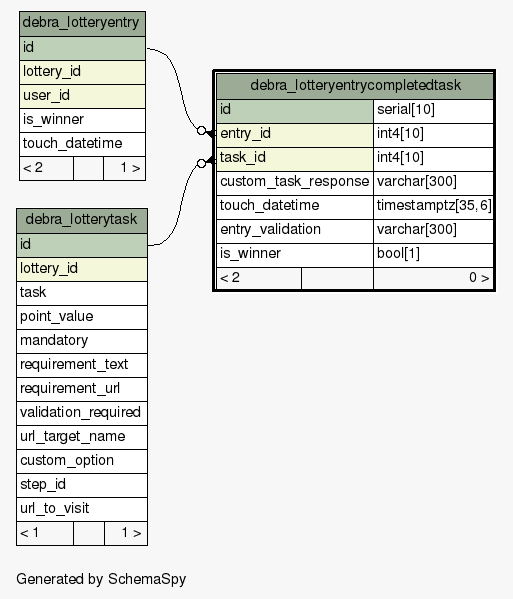 debra_lotteryentry
id
lottery_id
user_id
is_winner
touch_datetime
< 2 1 >
debra_lotteryentrycompletedtask
id serial[10]
entry_id int4[10]
task_id int4[10]
custom_task_response varchar[300]
touch_datetime timestamptz[35,6]
entry_validation varchar[300]
is_winner bool[1]
< 2 0 >
debra_lotterytask
id
lottery_id
task
point_value
mandatory
requirement_text
requirement_url
validation_required
url_target_name
custom_option
step_id
url_to_visit
< 1 1 >
Generated by SchemaSpy